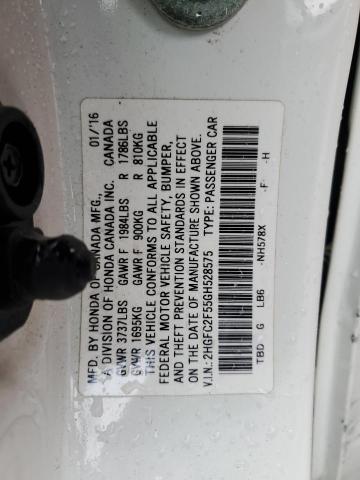 MFD. BY HONDA OF CANADA MFG., 01/'16
A DIVISION OF HONDA CANADA INC. CANADA
GVWR 3737LBS GAWR F 1984LBS R 1786LBS
GVWR 1695KG GAWR F 900KG R 810KG
THIS VEHICLE CONFORMS TO ALL APPLICABLE
FEDERAL MOTOR VEHICLE SAFETY, BUMPER,
AND THEFT PREVENTION STANDARDS IN EFFECT
ON THE DATE OF MANUFACTURE SHOWN ABOVE.
V.I.N.: 2HGFC2F55GH528575 TYPE: PASSENGER CAR
TBD G LB6 -NH578X -F -H